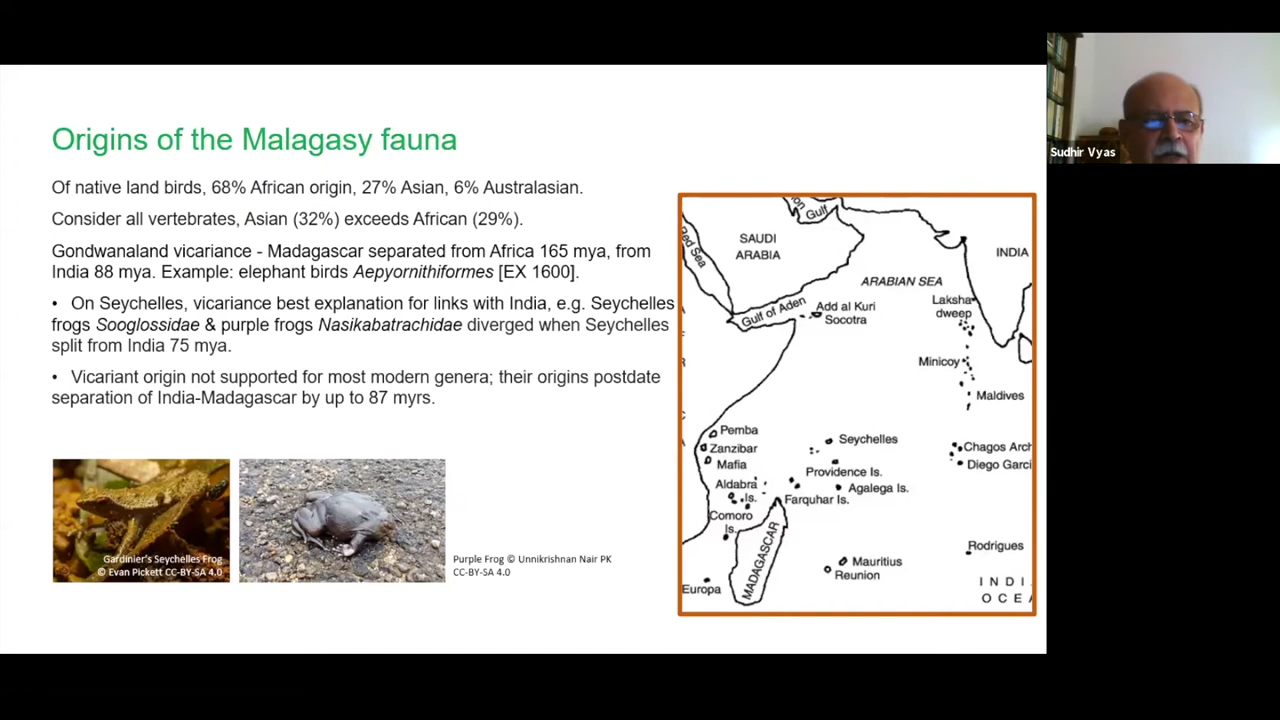 Origins of the Malagasy fauna
Of native land birds, 68% African origin, 27% Asian, 6% Australasian.
Consider all vertebrates, Asian (32%) exceeds African (29%).
Gondwanaland vicariance - Madagascar separated from Africa 165 mya, from
India 88 mya. Example: elephant birds Aepyornithiformes [EX 1600].
• On Seychelles, vicariance best explanation for links with India, e.g. Seychelles
frogs Sooglossidae & purple frogs Nasikabatrachidae diverged when Seychelles
split from India 75 mya.
• Vicariant origin not supported for most modern genera; their origins postdate
separation of India-Madagascar by up to 87 myrs.
Gardinier's Seychelles Frog
© Evan Pickett CC-BY-SA 4.0
Purple Frog © Unnikrishnan Nair PK
CC-BY-SA 4.0
on
Gulf
Red Sea
SAUDI
ARABIA
INDIA
ARABIAN SEA
Gulf of Aden
Add al Kuri
Socotra
Laksha
dweep
Minicoy
Maldives
Pemba
Zanzibar
Mafia
Seychelles
Chagos Arch
Diego Garci
Providence Is.
Aldabra
Is.
Agalega Is.
Farquhar Is.
Comoro
Is.
MADAGASCAR
Mauritius
Reunion
Rodrigues
Europa
INDI
OCEA
Sudhir Vyas